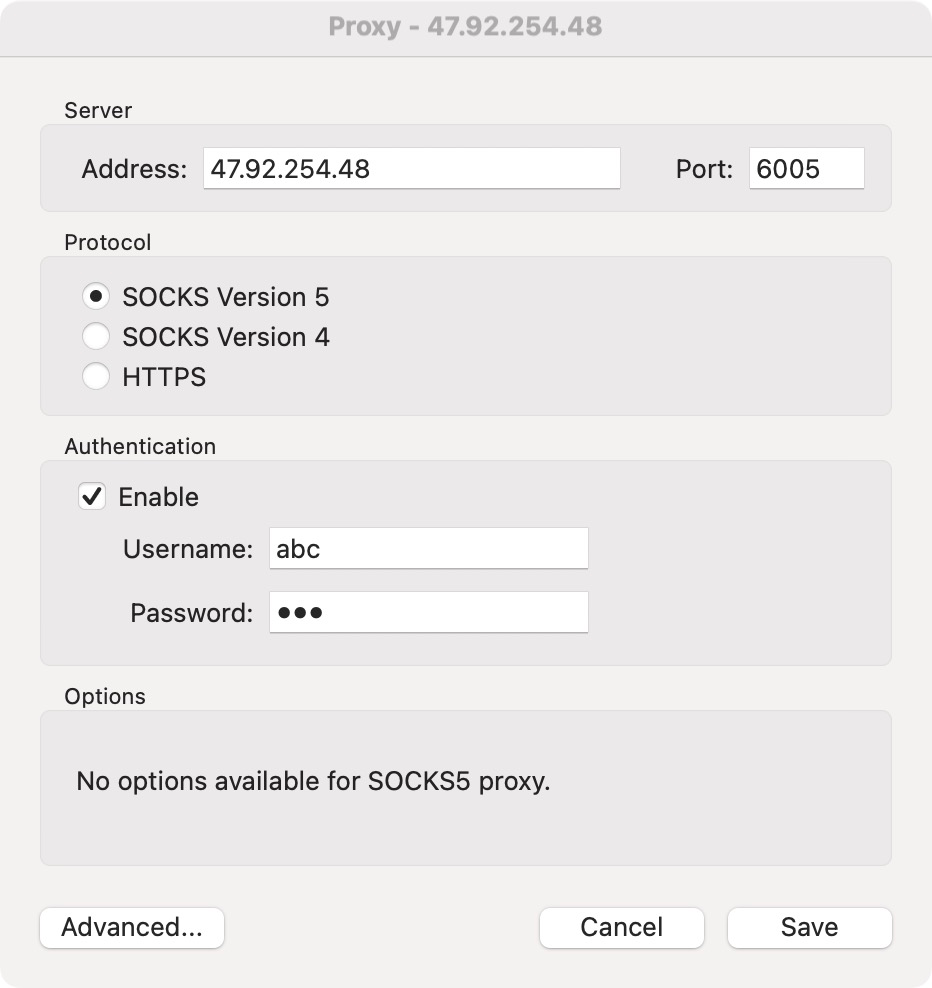 Proxy - 47.92.254.48
Server
Address: 47.92.254.48 Port: 6005
Protocol
SOCKS Version 5
SOCKS Version 4
HTTPS
Authentication
Enable
Username: abc
Password: •••
Options
No options available for SOCKS5 proxy.
Advanced... Cancel Save